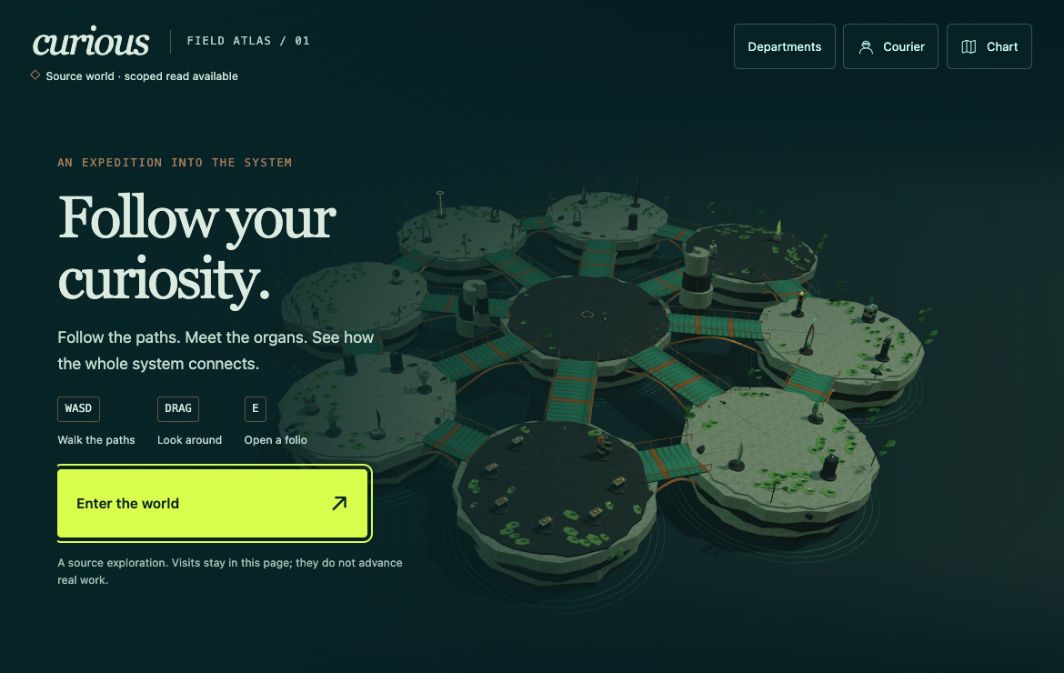 curious
FIELD ATLAS / 01
Source world · scoped read available
Departments
Courier
Chart
AN EXPEDITION INTO THE SYSTEM
Follow your
curiosity.
Follow the paths. Meet the organs. See how
the whole system connects.
WASD
DRAG
E
Walk the paths
Look around
Open a folio
Enter the world
A source exploration. Visits stay in this page; they do not advance
real work.